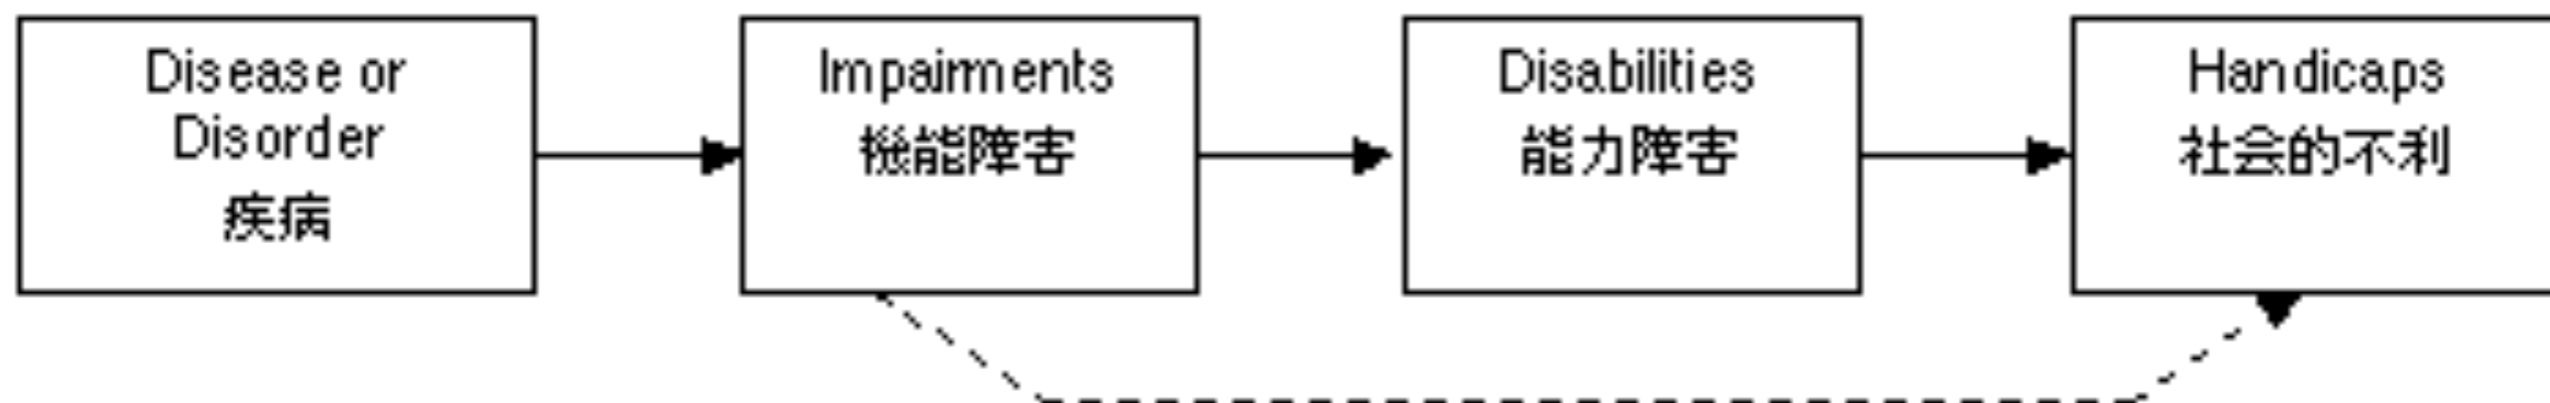 Disease or
Disorder
疾病
Impairments
機能障害
Disabilities
能力障害
Handicaps
社会的不利